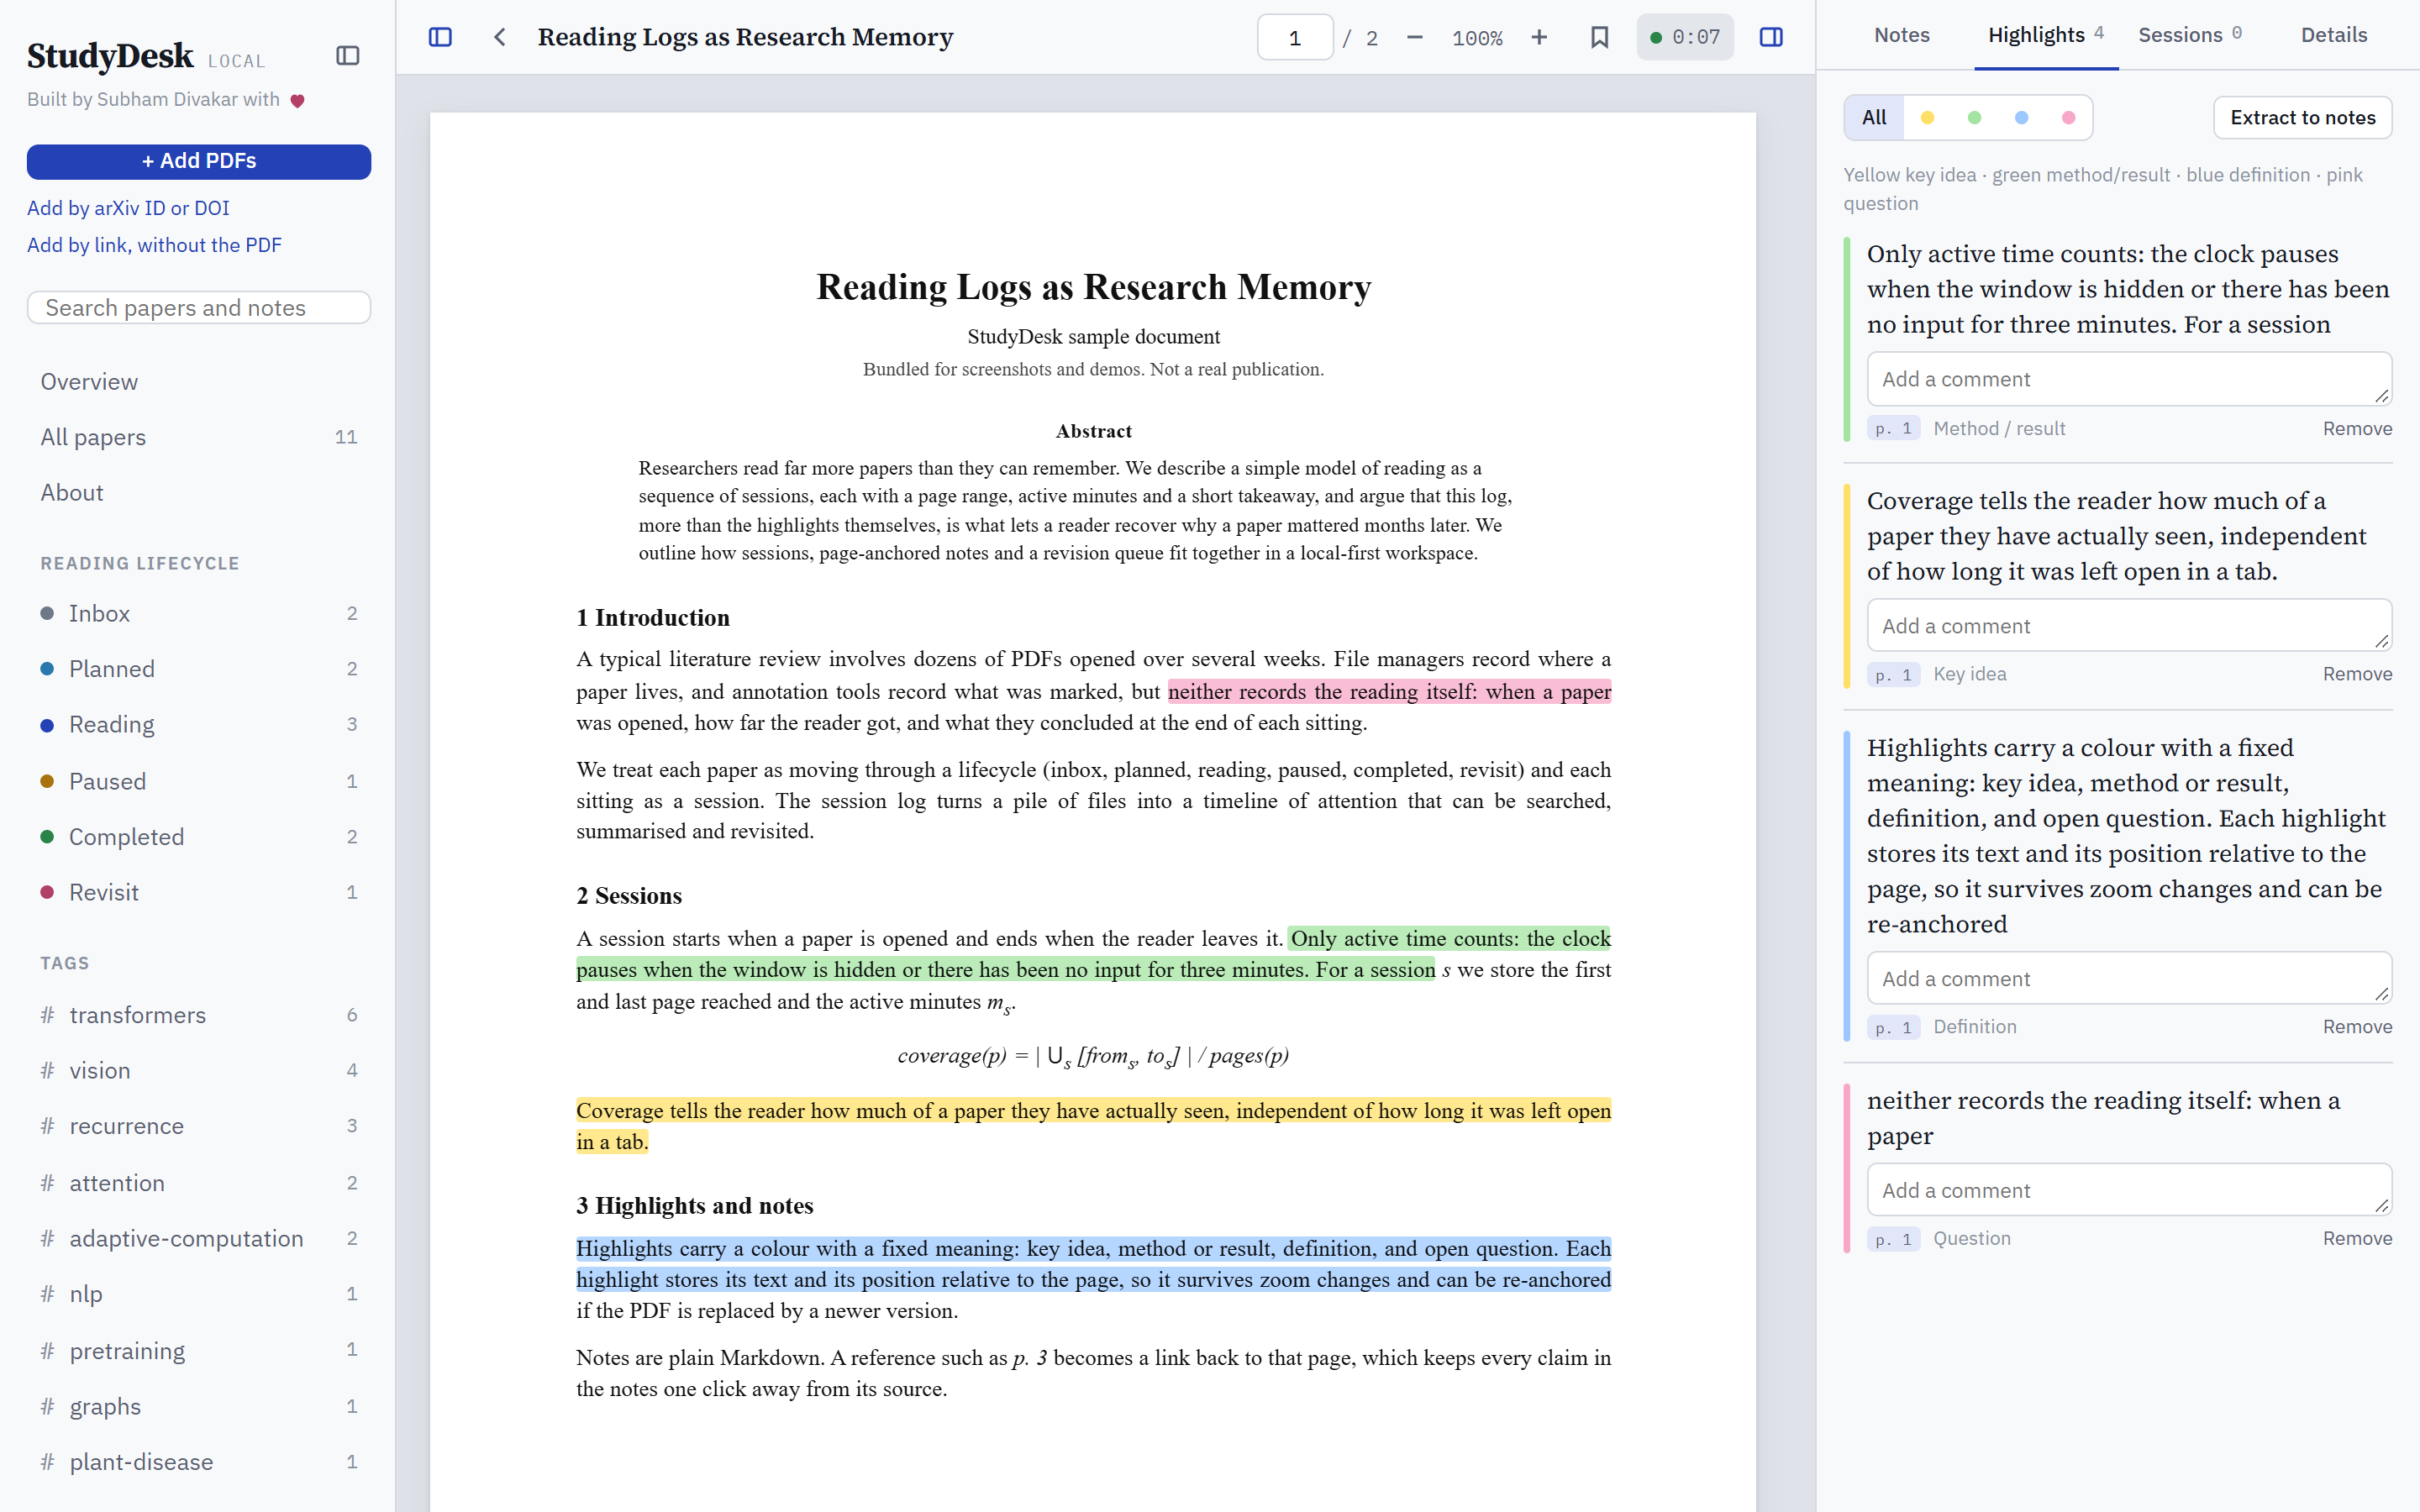 StudyDesk LOCAL
Built by Subham Divakar with
+ Add PDFs
Add by arXiv ID or DOI
Add by link, without the PDF
Search papers and notes
Overview
All papers 11
About
READING LIFECYCLE
Inbox 2
Planned 2
Reading 3
Paused 1
Completed 2
Revisit 1
TAGS
# transformers 6
# vision 4
# recurrence 3
# attention 2
# adaptive-computation 2
# nlp 1
# pretraining 1
# graphs 1
# plant-disease 1
Reading Logs as Research Memory
1 / 2 − 100% + 0:07
Reading Logs as Research Memory
StudyDesk sample document
Bundled for screenshots and demos. Not a real publication.
Abstract
Researchers read far more papers than they can remember. We describe a simple model of reading as a
sequence of sessions, each with a page range, active minutes and a short takeaway, and argue that this log,
more than the highlights themselves, is what lets a reader recover why a paper mattered months later. We
outline how sessions, page-anchored notes and a revision queue fit together in a local-first workspace.
1 Introduction
A typical literature review involves dozens of PDFs opened over several weeks. File managers record where a
paper lives, and annotation tools record what was marked, but neither records the reading itself: when a paper
was opened, how far the reader got, and what they concluded at the end of each sitting.
We treat each paper as moving through a lifecycle (inbox, planned, reading, paused, completed, revisit) and each
sitting as a session. The session log turns a pile of files into a timeline of attention that can be searched,
summarised and revisited.
2 Sessions
A session starts when a paper is opened and ends when the reader leaves it. Only active time counts: the clock
pauses when the window is hidden or there has been no input for three minutes. For a session s we store the first
and last page reached and the active minutes mₛ.
coverage(p) = | ∪ₛ [fromₛ, toₛ] | / pages(p)
Coverage tells the reader how much of a paper they have actually seen, independent of how long it was left open
in a tab.
3 Highlights and notes
Highlights carry a colour with a fixed meaning: key idea, method or result, definition, and open question. Each
highlight stores its text and its position relative to the page, so it survives zoom changes and can be re-anchored
if the PDF is replaced by a newer version.
Notes are plain Markdown. A reference such as p. 3 becomes a link back to that page, which keeps every claim in
the notes one click away from its source.
Notes Highlights 4 Sessions 0 Details
All Extract to notes
Yellow key idea · green method/result · blue definition · pink
question
Only active time counts: the clock pauses
when the window is hidden or there has been
no input for three minutes. For a session
Add a comment
p. 1 Method / result Remove
Coverage tells the reader how much of a
paper they have actually seen, independent
of how long it was left open in a tab.
Add a comment
p. 1 Key idea Remove
Highlights carry a colour with a fixed
meaning: key idea, method or result,
definition, and open question. Each highlight
stores its text and its position relative to the
page, so it survives zoom changes and can be
re-anchored
Add a comment
p. 1 Definition Remove
neither records the reading itself: when a
paper
Add a comment
p. 1 Question Remove